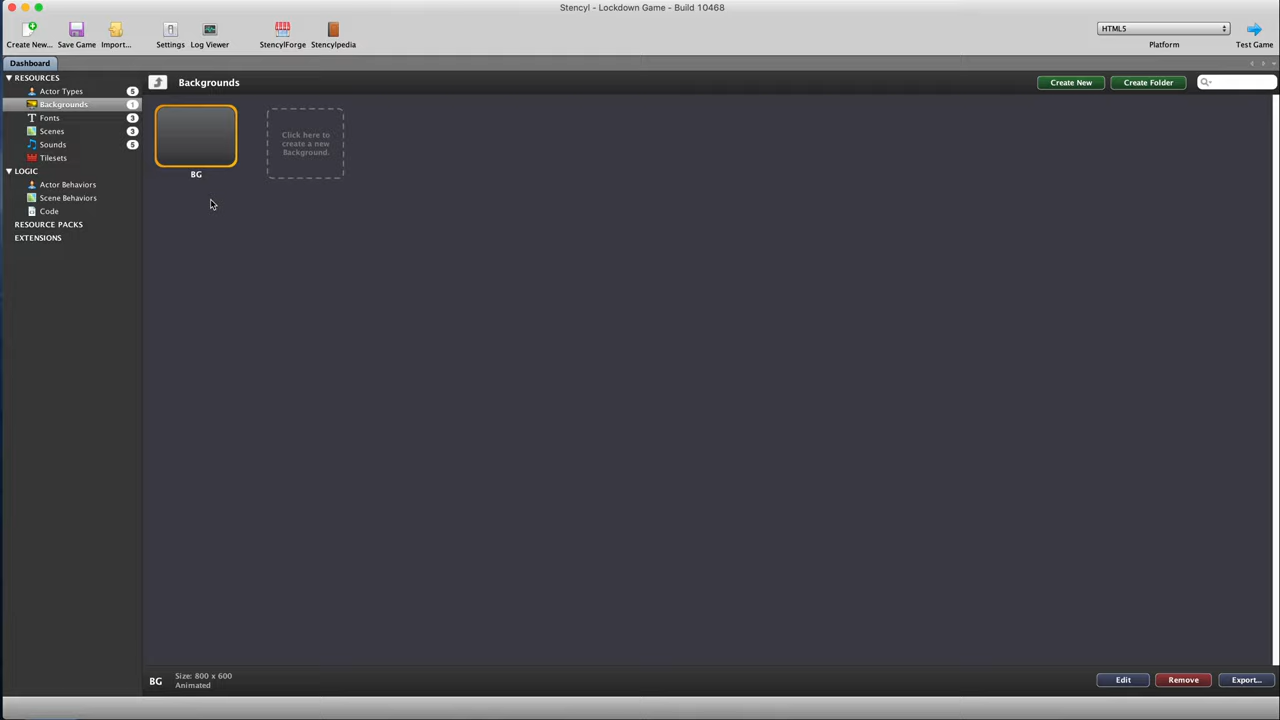 Stencyl - Lockdown Game - Build 10468
Create New... Save Game Import... Settings Log Viewer StencylForge Stencylpedia
HTML5
Platform
Test Game
Dashboard
RESOURCES
Actor Types 5
Backgrounds 1
Fonts 3
Scenes 3
Sounds 5
Tilesets
LOGIC
Actor Behaviors
Scene Behaviors
Code
RESOURCE PACKS
EXTENSIONS
Backgrounds
Create New
Create Folder
BG
Click here to
create a new
Background.
BG
Size: 800 x 600
Animated
Edit
Remove
Export...